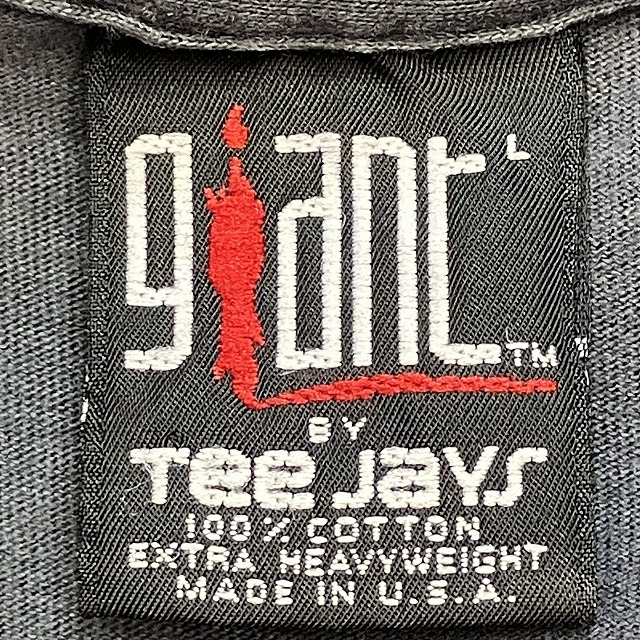 giant L
TM
BY
Tee Jays
100% COTTON
EXTRA HEAVYWEIGHT
MADE IN U.S.A.